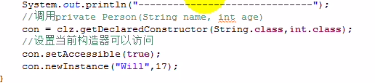 System.out.println("------------------------------");
//调用private Person(String name, int age)
con = clz.getDeclaredConstructor(String.class,int.class);
//设置当前构造器可以访问
con.setAccessible(true);
con.newInstance("Will",17);
}